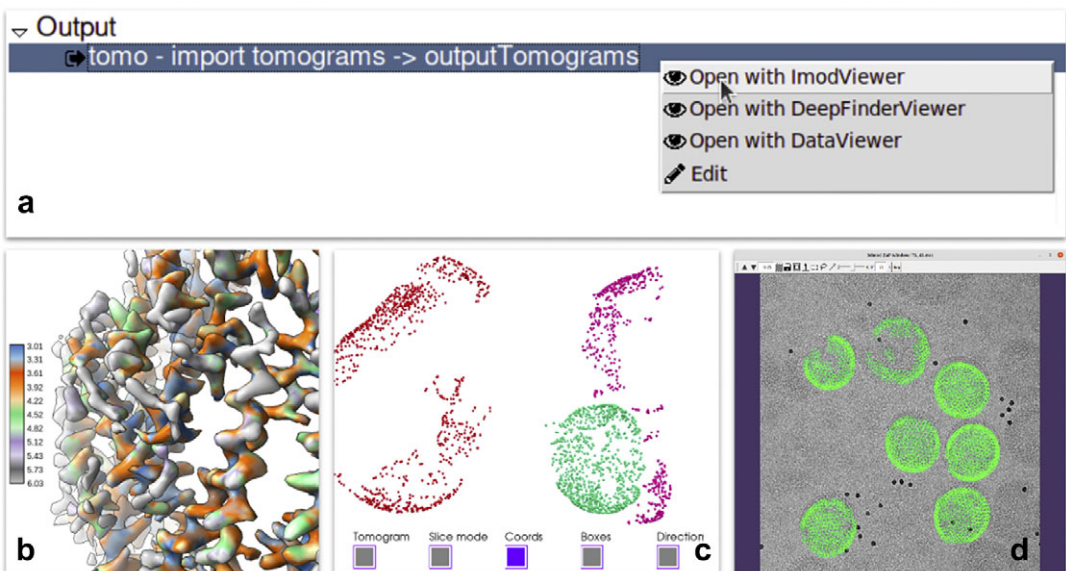 Output
tomo - import tomograms -> outputTomograms
Open with ImodViewer
Open with DeepFinderViewer
Open with DataViewer
Edit
a
3.01
3.31
3.61
3.92
4.22
4.52
4.82
5.12
5.43
5.73
6.03
b
Tomogram Slice mode Coords Boxes Direction
c
d